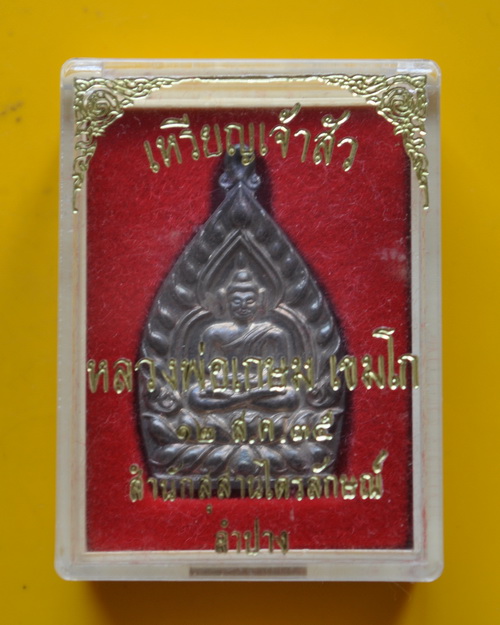 เหรียญเจ้าสัว
หลวงพ่อเกษม เขมโก
๑๒ ส.ค.๓๕
สำนักสุสานไตรลักษณ์
ลำปาง